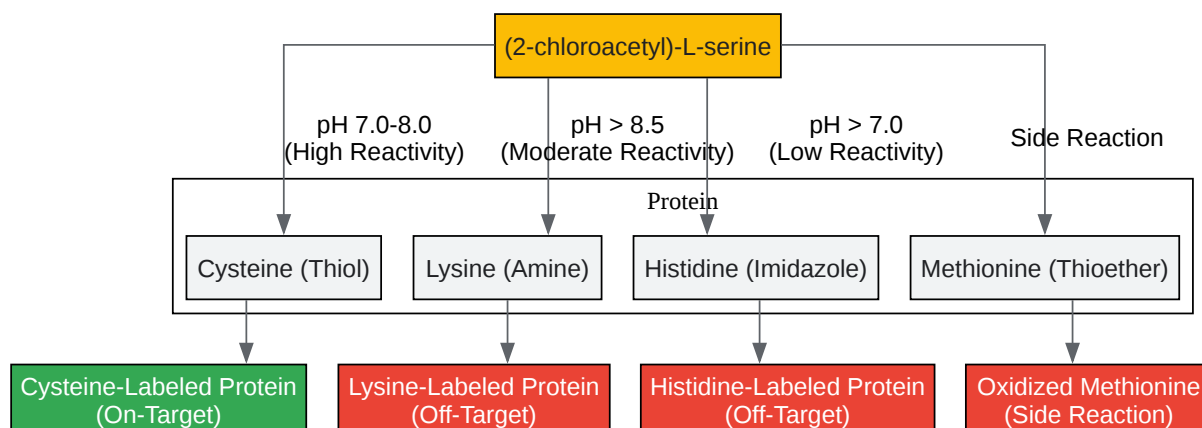 (2-chloroacetyl)-L-serine
pH 7.0-8.0
(High Reactivity)
pH > 8.5
(Moderate Reactivity)
pH > 7.0
(Low Reactivity)
Side Reaction
Protein
Cysteine (Thiol)
Lysine (Amine)
Histidine (Imidazole)
Methionine (Thioether)
Cysteine-Labeled Protein
(On-Target)
Lysine-Labeled Protein
(Off-Target)
Histidine-Labeled Protein
(Off-Target)
Oxidized Methionine
(Side Reaction)